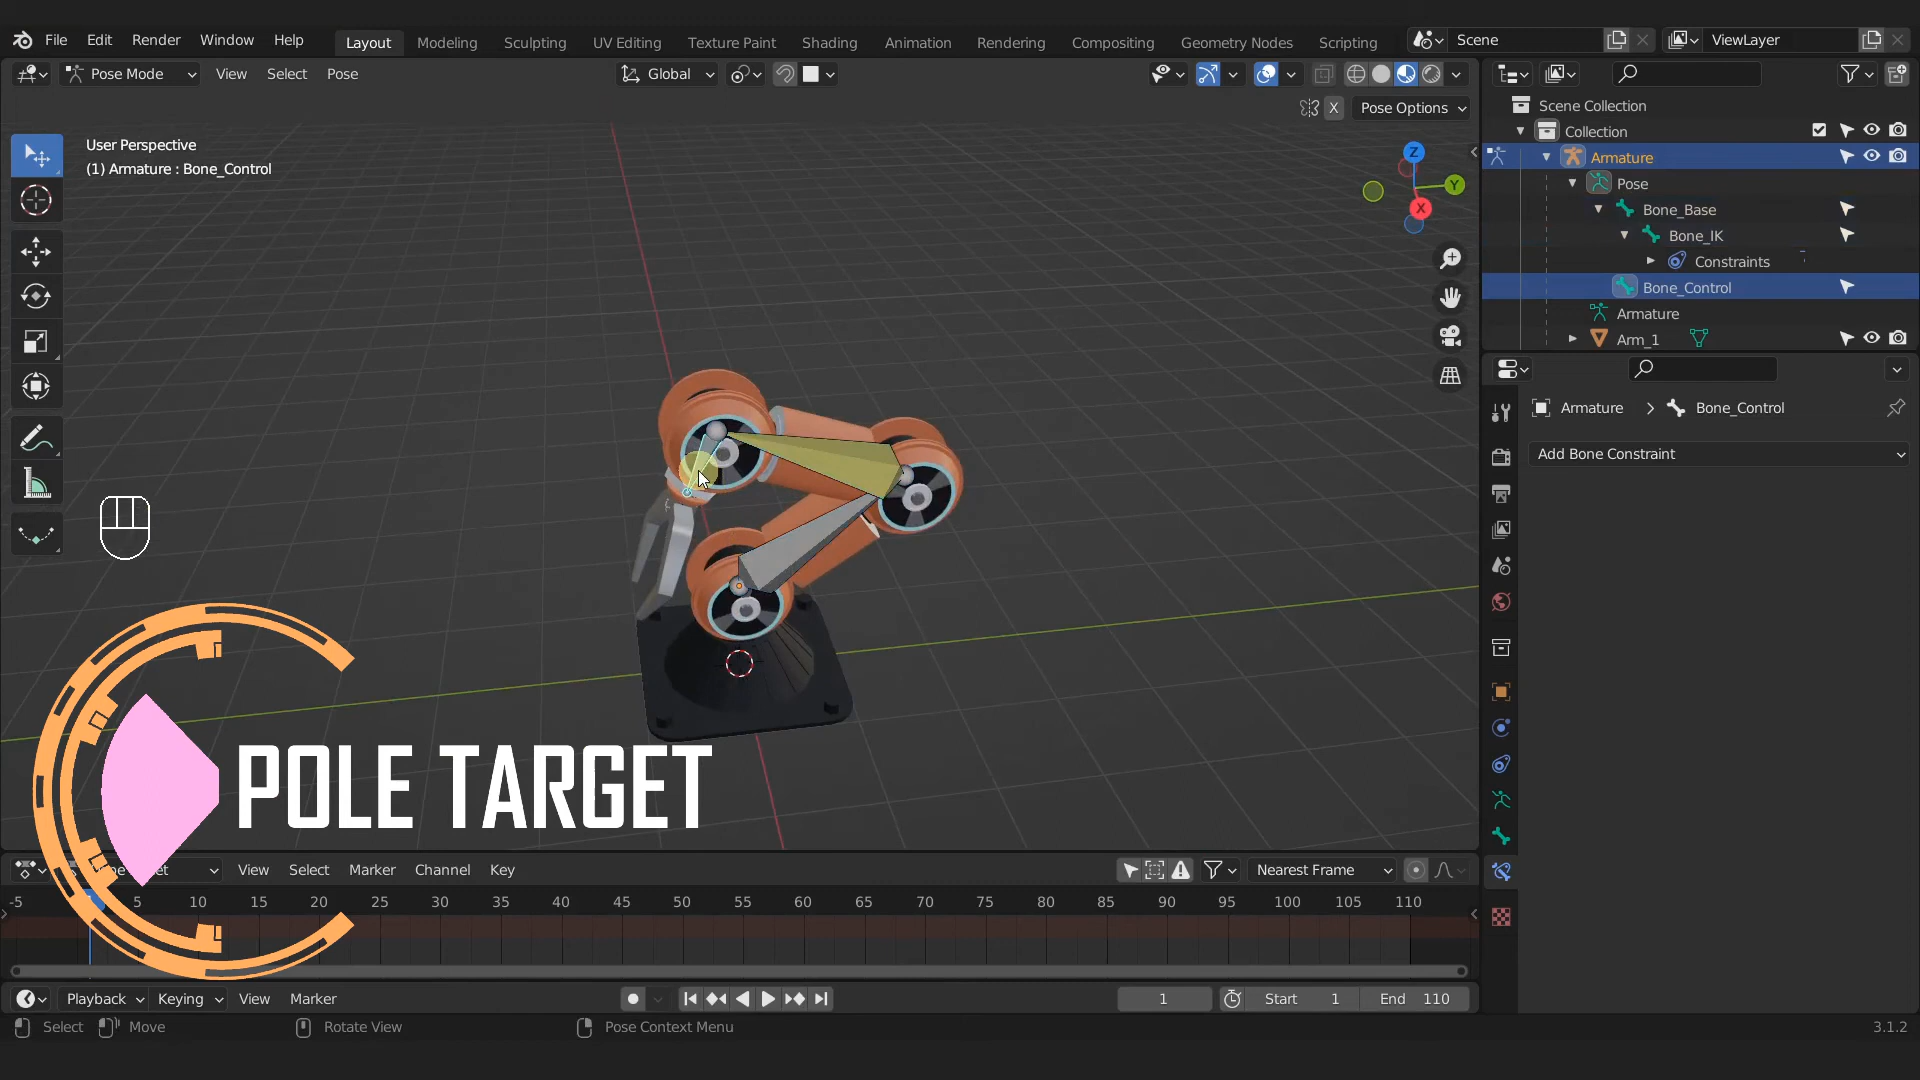 File Edit Render Window Help Layout Modeling Sculpting UV Editing Texture Paint Shading Animation Rendering Compositing Geometry Nodes Scripting Scene ViewLayer
Pose Mode View Select Pose Global
X Pose Options
User Perspective
(1) Armature : Bone_Control
Z
Y
X
Scene Collection
Collection
Armature
Pose
Bone_Base
Bone_IK
Constraints
Bone_Control
Armature
Arm_1
Armature Bone_Control
Add Bone Constraint
POLE TARGET
View Select Marker Channel Key Nearest Frame
-5 5 10 15 20 25 30 35 40 45 50 55 60 65 70 75 80 85 90 95 100 105 110
Playback Keying View Marker 1 Start 1 End 110
Select Move Rotate View Pose Context Menu 3.1.2